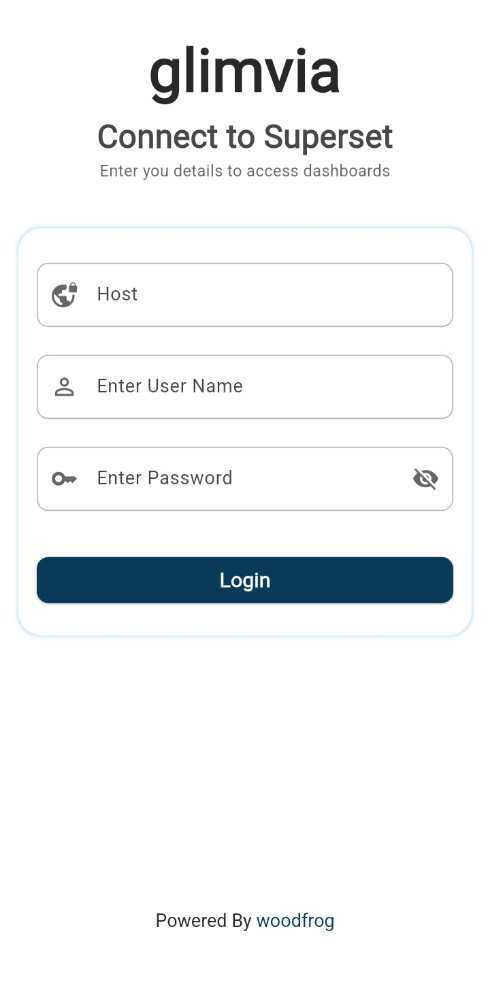 glimvia
Connect to Superset
Enter you details to access dashboards
Host
Enter User Name
Enter Password
Login
Powered By woodfrog